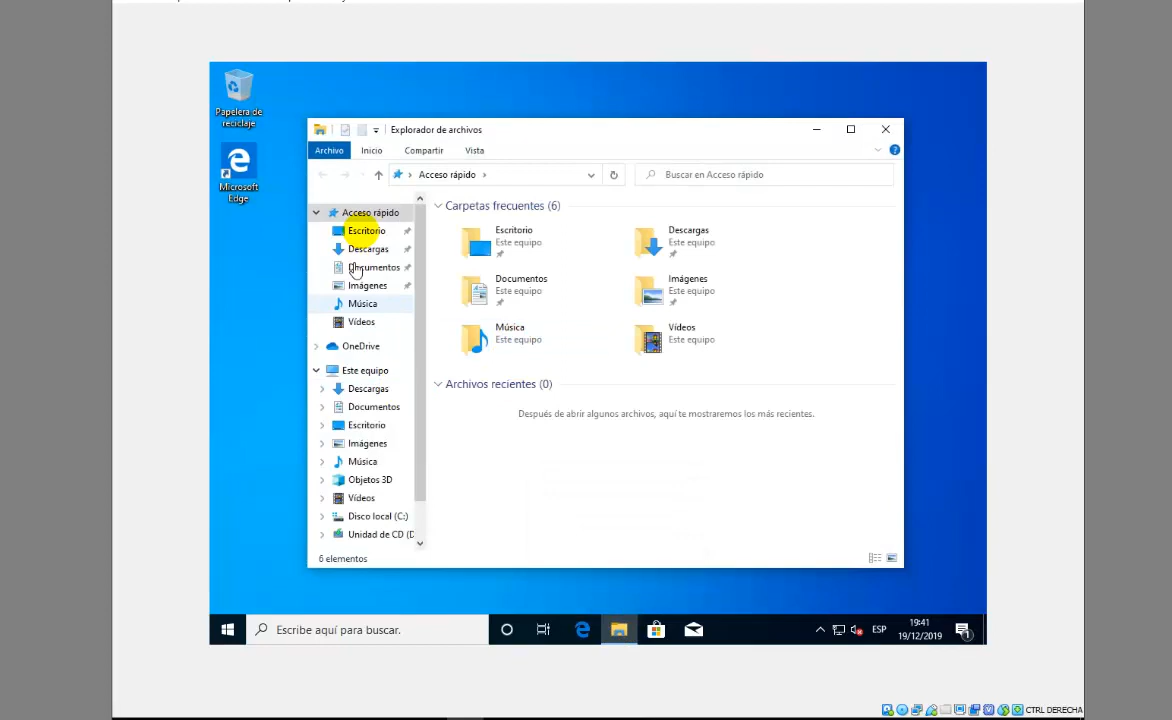 Papelera de
reciclaje
Microsoft
Edge
Explorador de archivos
Archivo
Inicio
Compartir
Vista
Acceso rápido
Buscar en Acceso rápido
Acceso rápido
Escritorio
Descargas
Documentos
Imágenes
Música
Vídeos
OneDrive
Este equipo
Descargas
Documentos
Escritorio
Imágenes
Música
Objetos 3D
Vídeos
Disco local (C:)
Unidad de CD (D
Carpetas frecuentes (6)
Escritorio
Este equipo
Descargas
Este equipo
Documentos
Este equipo
Imágenes
Este equipo
Música
Este equipo
Vídeos
Este equipo
Archivos recientes (0)
Después de abrir algunos archivos, aquí te mostraremos los más recientes.
6 elementos
Escribe aquí para buscar.
ESP
19:41
19/12/2019
1
CTRL DERECHA